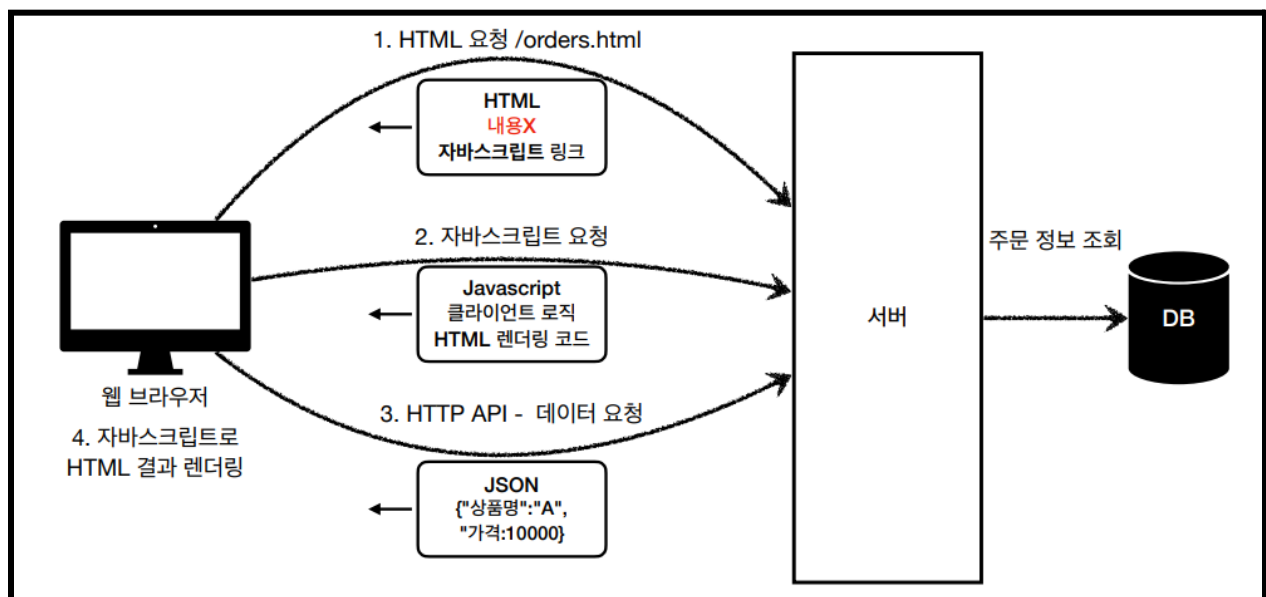 1. HTML 요청 /orders.html
HTML
내용X
자바스크립트 링크
2. 자바스크립트 요청
Javascript
클라이언트 로직
HTML 렌더링 코드
3. HTTP API - 데이터 요청
JSON
{"상품명":"A",
"가격:10000}
웹 브라우저
4. 자바스크립트로
HTML 결과 렌더링
서버
주문 정보 조회
DB